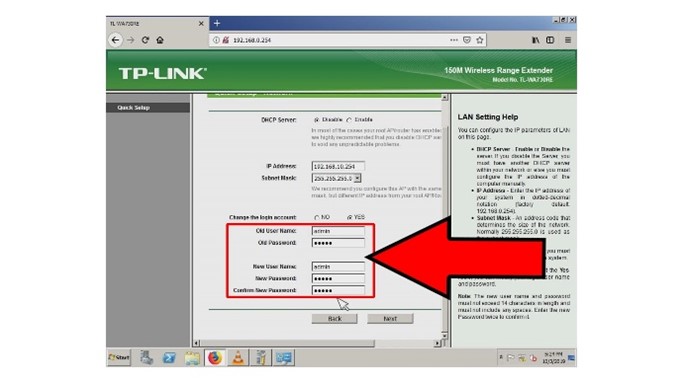 TL-WA730RE
192.168.0.254
TP-LINK
150M Wireless Range Extender
Model No. TL-WA730RE
Quick Setup
Quick Setup - Network
DHCP Server: Disable Enable
In most of the cases your root AP/router has enabled
we highly recommended that you disable DHCP ser
to avoid any unpredictable problems.
IP Address: 192.168.10.254
Subnet Mask: 255.255.255.0
We recommend you configure this AP with the same
mask, but different IP address from your root AP/Rout
Change the login account: NO YES
Old User Name: admin
Old Password:
New User Name: admin
New Password:
Confirm New Password:
Back Next
LAN Setting Help
You can configure the IP parameters of LAN
on this page.
DHCP Server - Enable or Disable the
server. If you disable the Server, you
must have another DHCP server
within your network or else you must
configure the IP address of the
computer manually.
IP Address - Enter the IP address of
your system in dotted-decimal
notation (factory default:
192.168.0.254).
Subnet Mask - An address code that
determines the size of the network.
Normally 255.255.255.0 is used as
you must
system.
the Yes
name
and password.
Note: The new user name and password
must not exceed 14 characters in length and
must not include any spaces. Enter the new
Password twice to confirm it.
Start